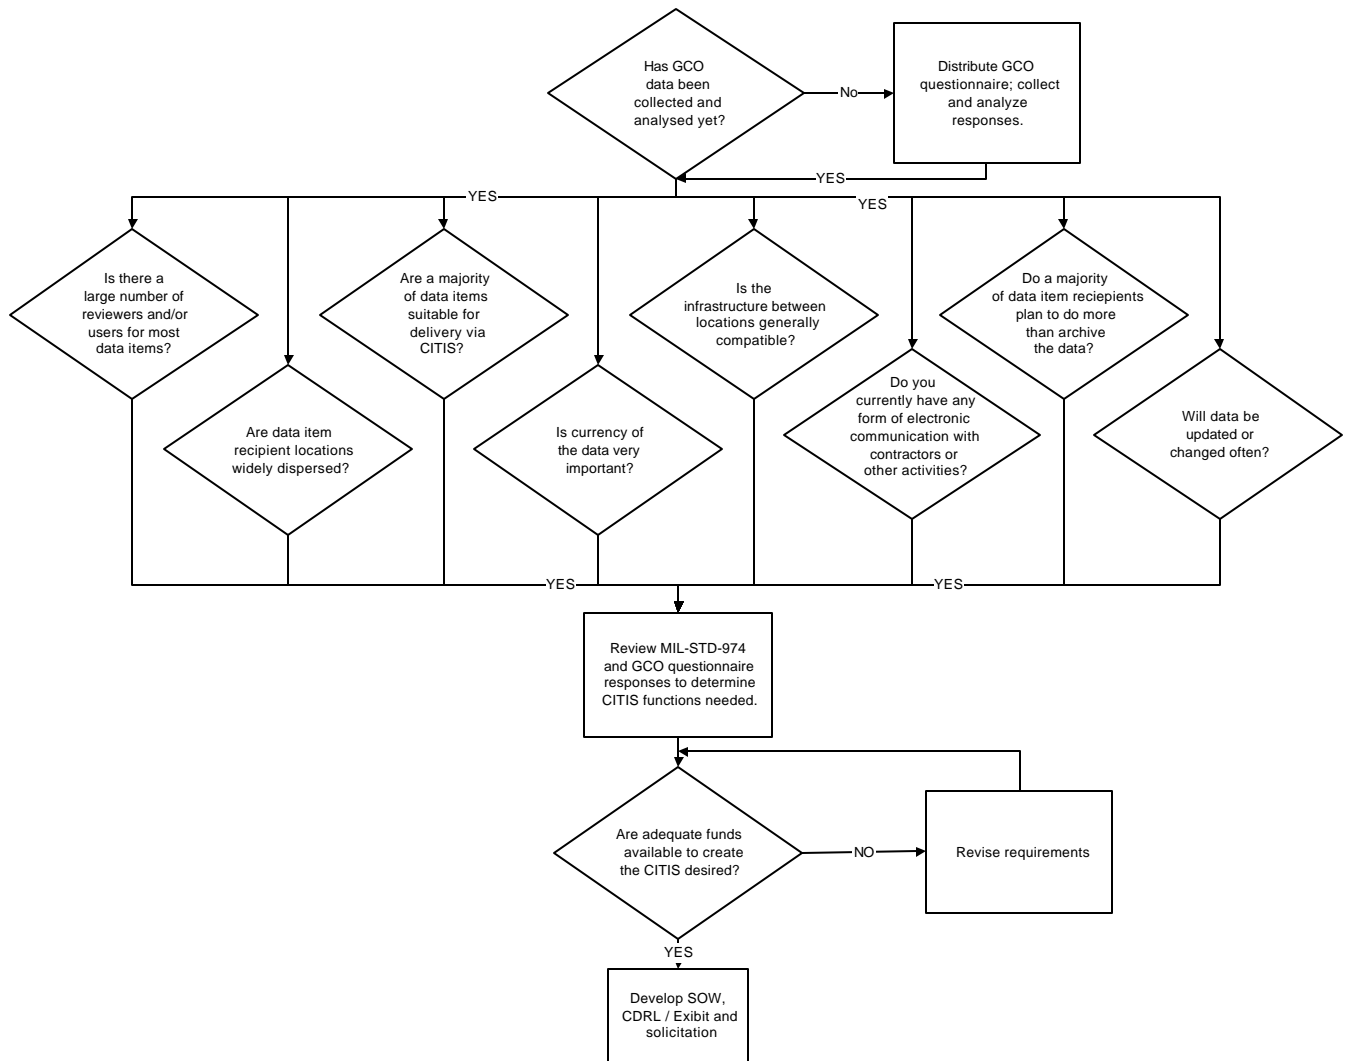 Has GCO
data been
collected and
analysed yet?
No
Distribute GCO
questionnaire; collect
and analyze
responses.
YES
YES
YES
Is there a
large number of
reviewers and/or
users for most
data items?
Are data item
recipient locations
widely dispersed?
Are a majority
of data items
suitable for
delivery via
CITIS?
Is currency of
the data very
important?
Is the
infrastructure between
locations generally
compatible?
Do you
currently have any
form of electronic
communication with
contractors or
other activities?
Do a majority
of data item reciepients
plan to do more
than archive
the data?
Will data be
updated or
changed often?
YES
YES
Review MIL-STD-974
and GCO questionnaire
responses to determine
CITIS functions needed.
Are adequate funds
available to create
the CITIS desired?
NO
Revise requirements
YES
Develop SOW,
CDRL / Exibit and
solicitation